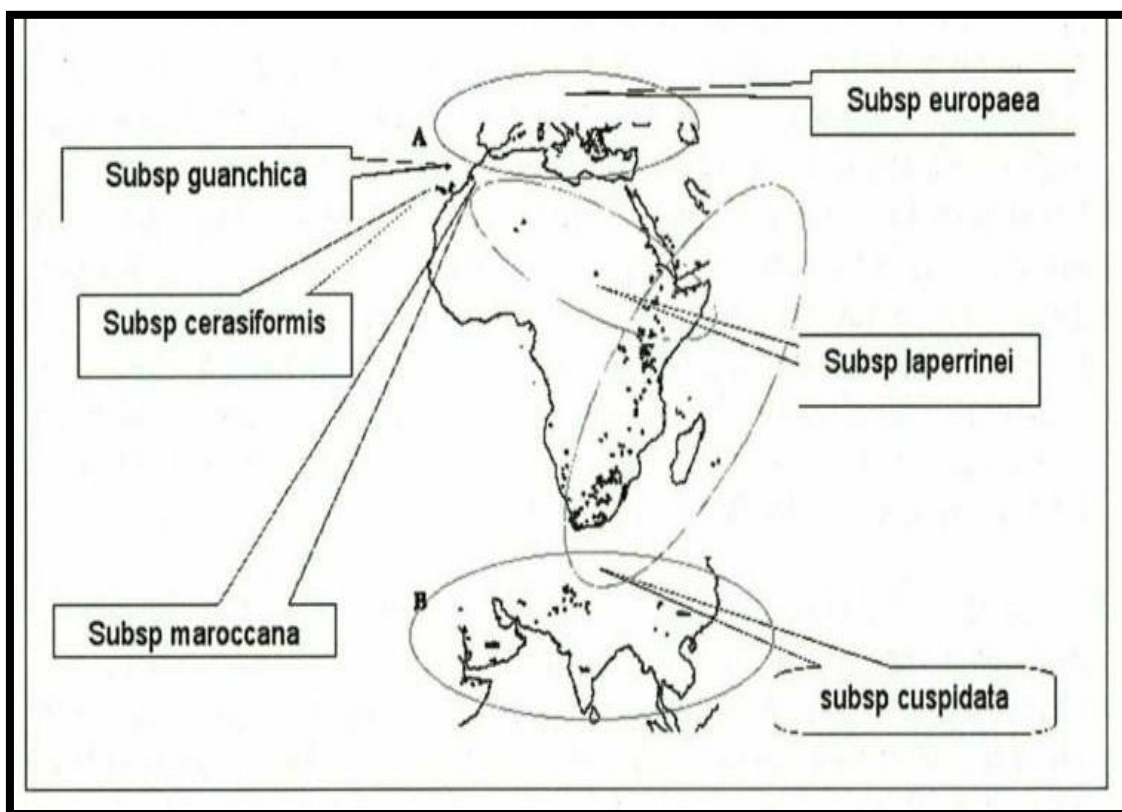 Subsp europaea
A
Subsp guanchica
Subsp cerasiformis
Subsp laperrinei
B
Subsp maroccana
subsp cuspidata